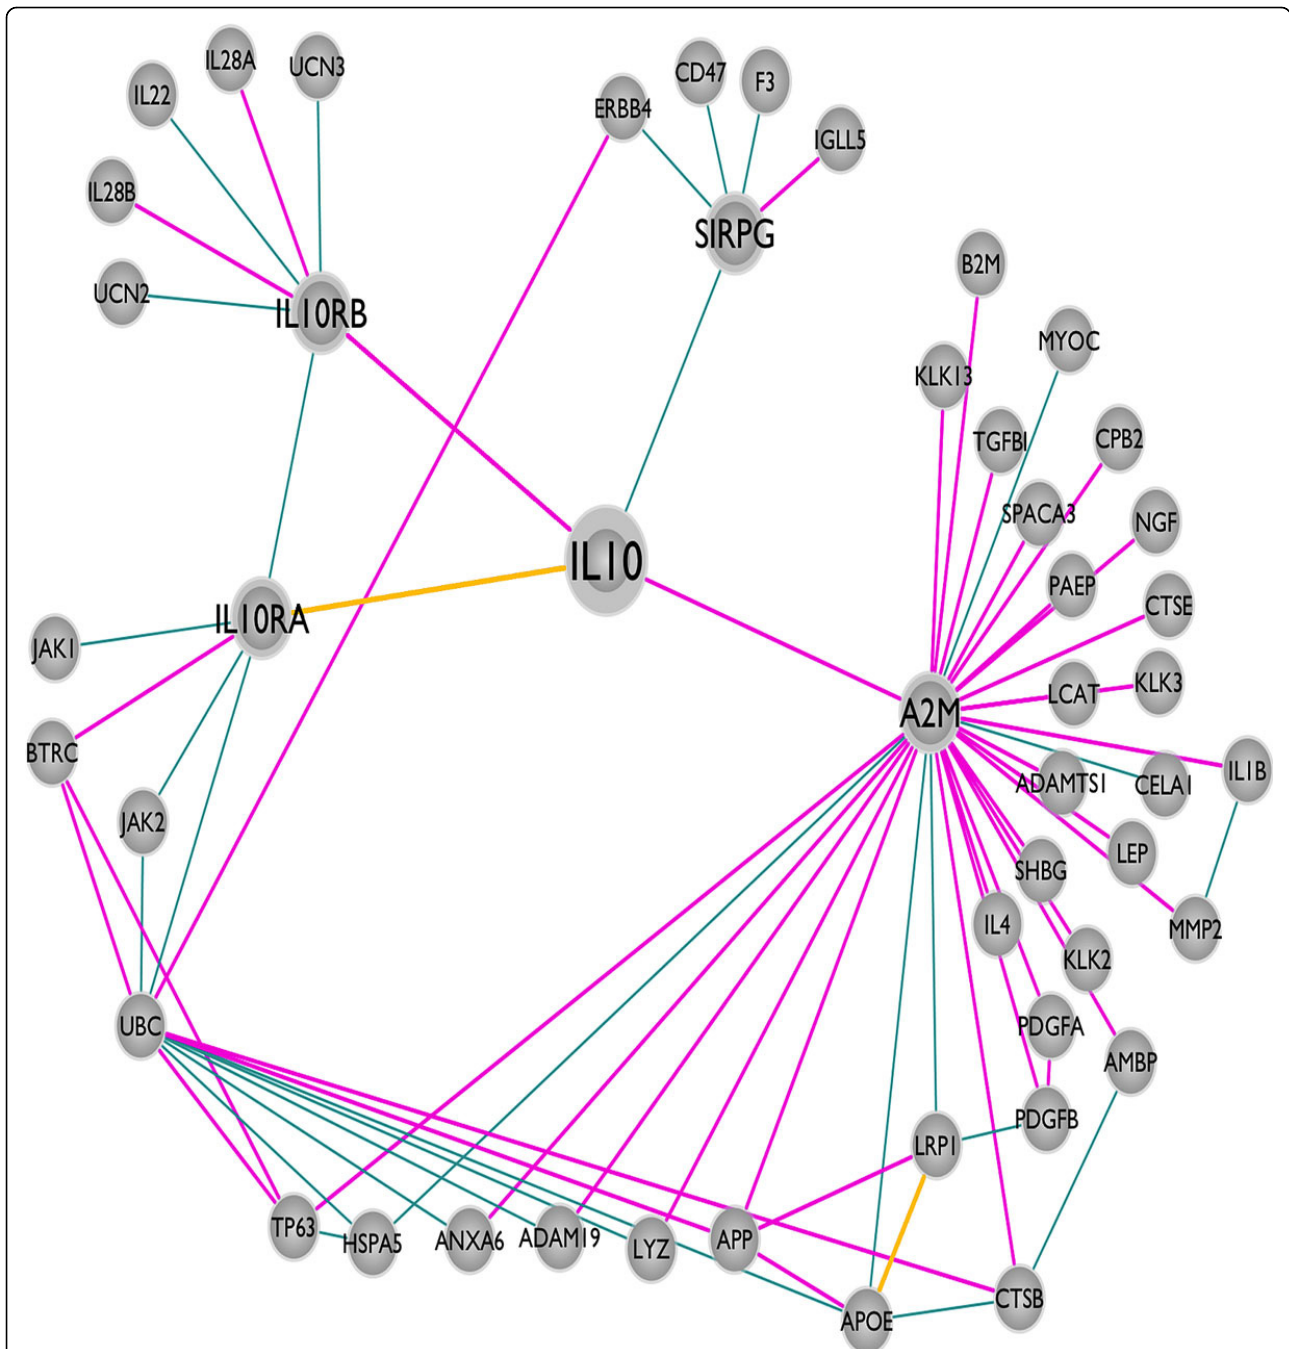 IL28A
UCN3
IL22
IL28B
UCN2
IL10RB
ERBB4
CD47
F3
IGLL5
SIRPG
B2M
MYOC
KLK13
TGFBI
CPB2
SPACA3
NGF
IL10
PAEP
CTSE
IL10RA
JAK1
LCAT
KLK3
A2M
BTRC
ADAMTS1
CELA1
IL1B
JAK2
SHBG
LEP
IL4
MMP2
KLK2
UBC
PDGFA
AMBP
PDGFB
LRP1
TP63
HSPA5
ANXA6
ADAM19
LYZ
APP
CTSB
APOE